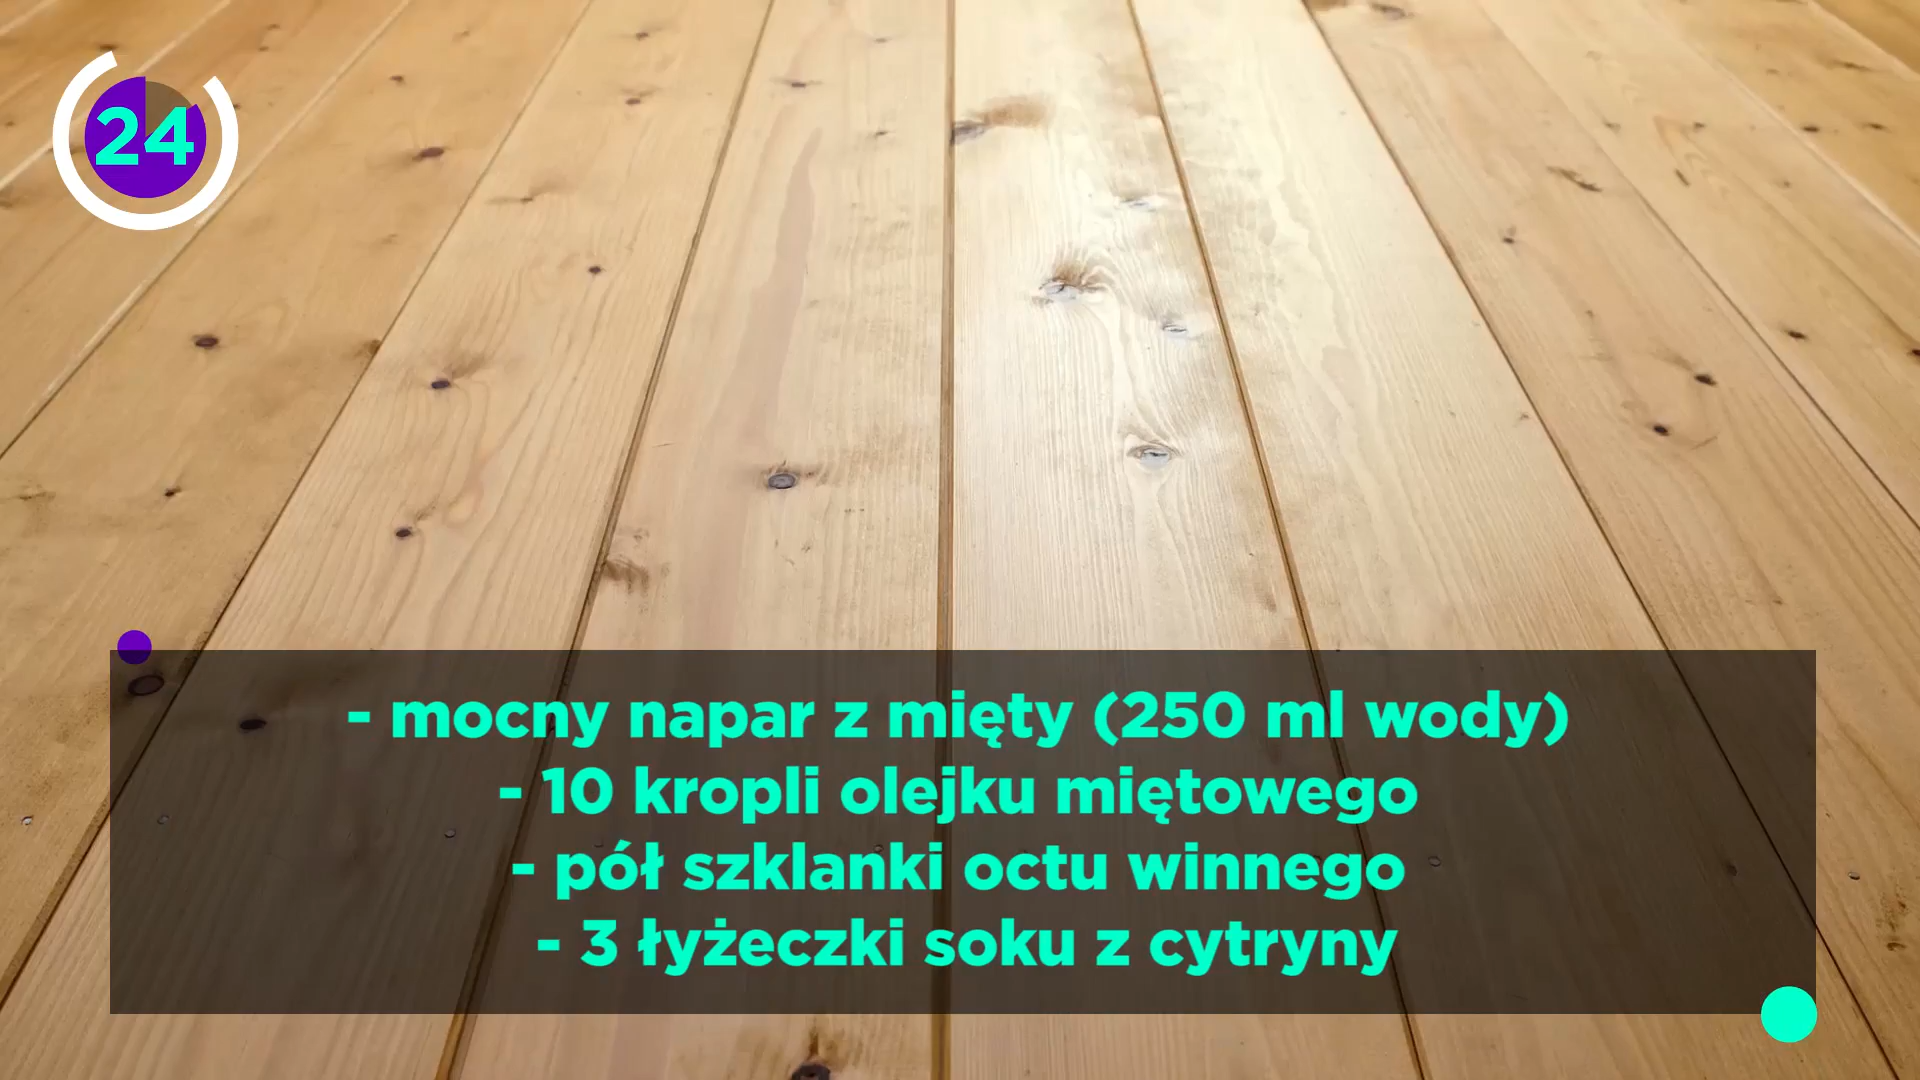 24
- mocny napar z mięty (250 ml wody)
- 10 kropli olejku miętowego
- pół szklanki octu winnego
- 3 łyżeczki soku z cytryny